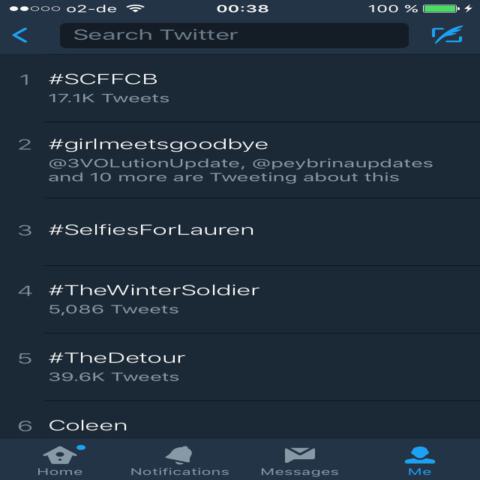 o2-de 00:38 100 %
Search Twitter
1 #SCFFCB
17.1K Tweets
2 #girlmeetsgoodbye
@3VOLutionUpdate, @peybrinaupdates
and 10 more are Tweeting about this
3 #SelfiesForLauren
4 #TheWinterSoldier
5,086 Tweets
5 #TheDetour
39.6K Tweets
6 Coleen
Home Notifications Messages Me